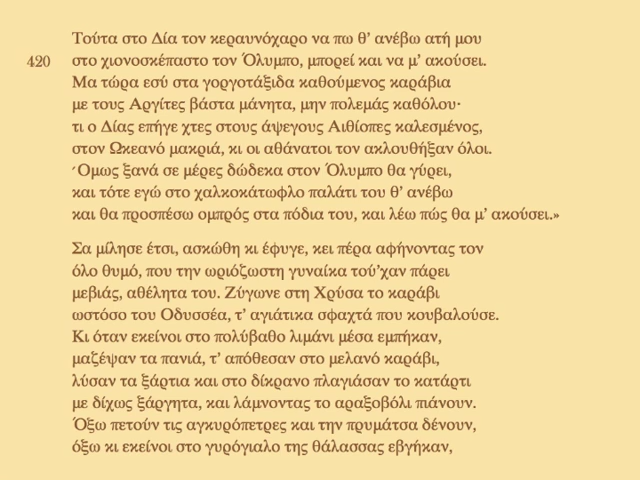 Τούτα στο Δία τον κεραυνόχαρο να πω θ' ανέβω ατή μου
420 στο χιονοσκέπαστο τον Όλυμπο, μπορεί και να μ' ακούσει.
Μα τώρα εσύ στα γοργοτάξιδα καθούμενος καράβια
με τους Αργίτες βάστα μάνητα, μην πολεμάς καθόλου·
τι ο Δίας επήγε χτες στους άψεγους Αιθίοπες καλεσμένος,
στον Ωκεανό μακριά, κι οι αθάνατοι τον ακλουθήξαν όλοι.
Όμως ξανά σε μέρες δώδεκα στον Όλυμπο θα γύρει,
και τότε εγώ στο χαλκοκάτωφλο παλάτι του θ' ανέβω
και θα προσπέσω ομπρός στα πόδια του, και λέω πώς θα μ' ακούσει.»
Σα μίλησε έτσι, ασκώθη κι έφυγε, κει πέρα αφήνοντας τον
όλο θυμό, που την ωριόζωστη γυναίκα τού'χαν πάρει
μεβιάς, αθέλητα του. Ζύγωνε στη Χρύσα το καράβι
ωστόσο του Οδυσσέα, τ' αγιάτικα σφαχτά που κουβαλούσε.
Κι όταν εκείνοι στο πολύβαθο λιμάνι μέσα εμπήκαν,
μαζέψαν τα πανιά, τ' απόθεσαν στο μελανό καράβι,
λύσαν τα ξάρτια και στο δίκρανο πλαγιάσαν το κατάρτι
με δίχως ξάργητα, και λάμνοντας το αραξοβόλι πιάνουν.
Όξω πετούν τις αγκυρόπετρες και την πρυμάτσα δένουν,
όξω κι εκείνοι στο γυρόγιαλο της θάλασσας εβγήκαν,